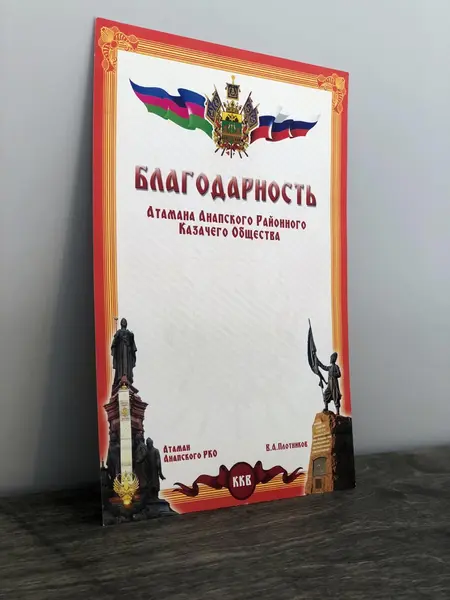 Благодарность
Атамана Анапского Районного
Казачего Общества
Атаман
Анапского РКО
В.А.Плотников
ККВ